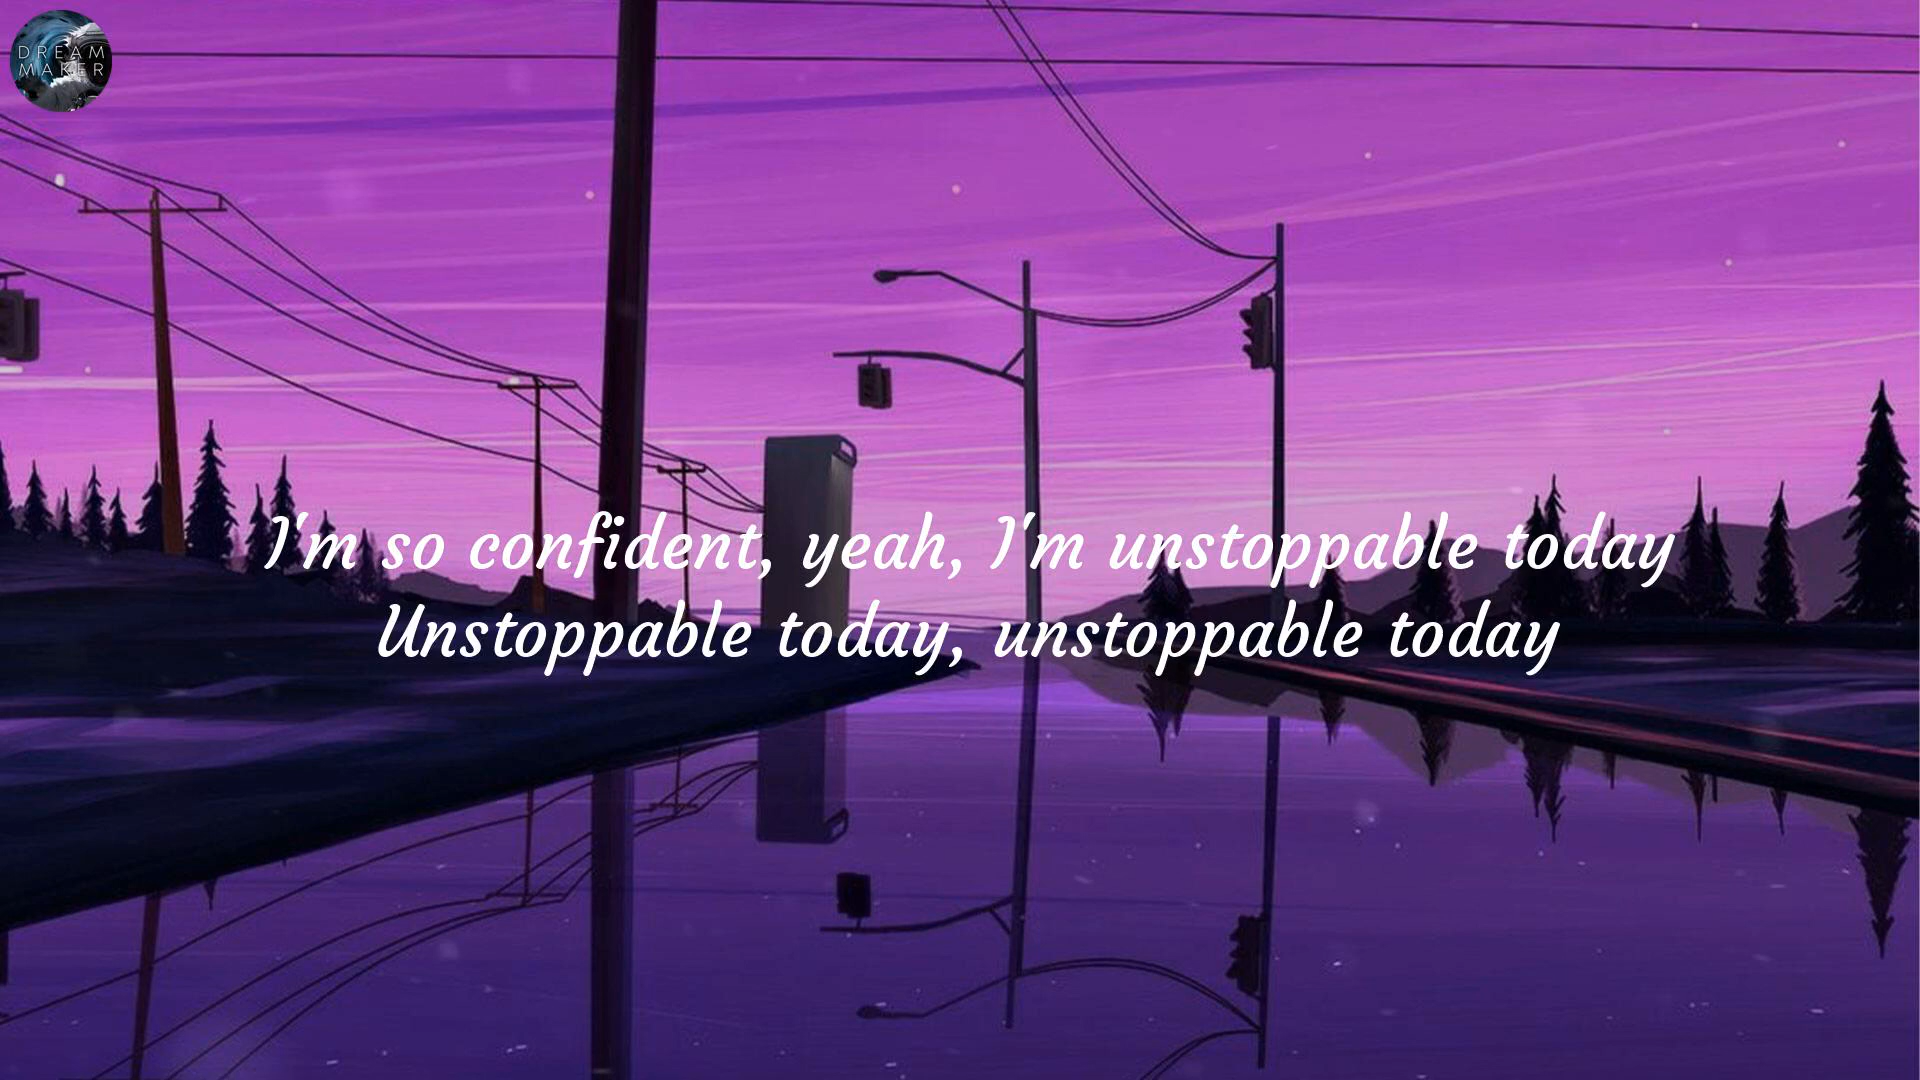 DREAM
MAKER
I'm so confident, yeah, I'm unstoppable today
Unstoppable today, unstoppable today